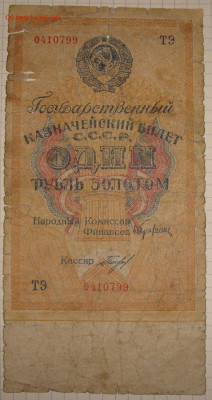 0410799 ТЭ
Государственный
КАЗНАЧЕЙСКИЙ БИЛЕТ
С.С.С.Р.
ОДИН
РУБЛЬ ЗОЛОТОМ
Народный Комиссар
Финансов
Кассир
ТЭ 0410799